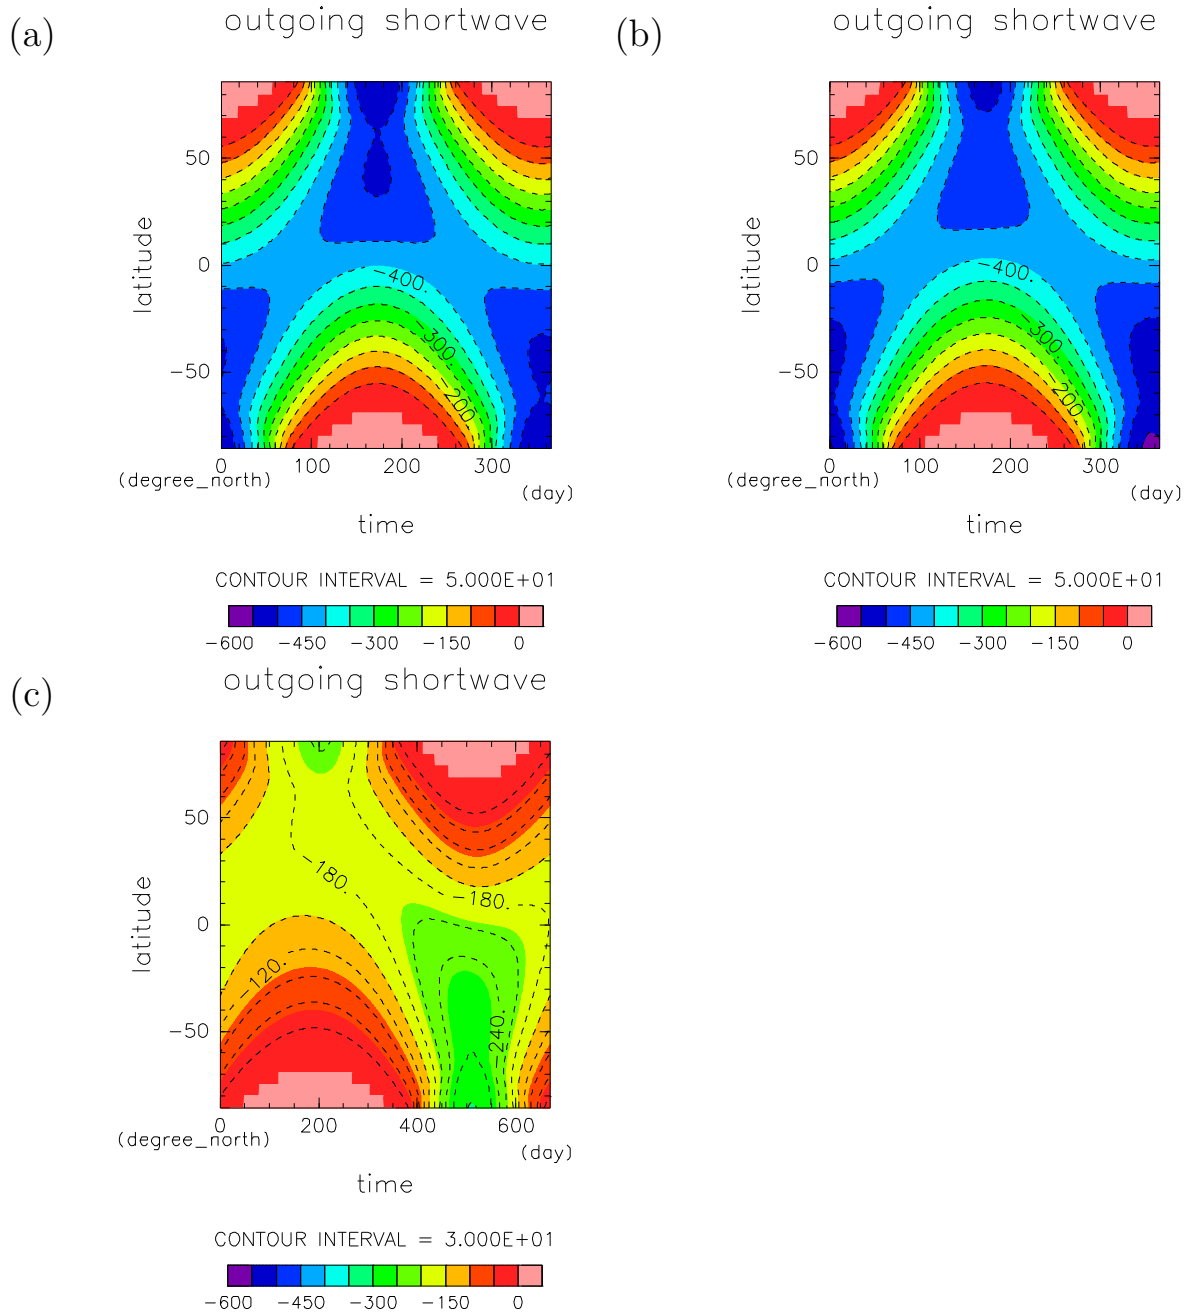 (a)
outgoing shortwave
50
0
−50
latitude
−400.
−300.
−200.
0 100 200 300
(degree_north)
(day)
time
CONTOUR INTERVAL = 5.000E+01
−600 −450 −300 −150 0
(b)
outgoing shortwave
50
0
−50
latitude
−400.
−300.
−200.
0 100 200 300
(degree_north)
(day)
time
CONTOUR INTERVAL = 5.000E+01
−600 −450 −300 −150 0
(c)
outgoing shortwave
50
0
−50
latitude
−180.
−180.
−120.
−240.
0 200 400 600
(degree_north)
(day)
time
CONTOUR INTERVAL = 3.000E+01
−600 −450 −300 −150 0